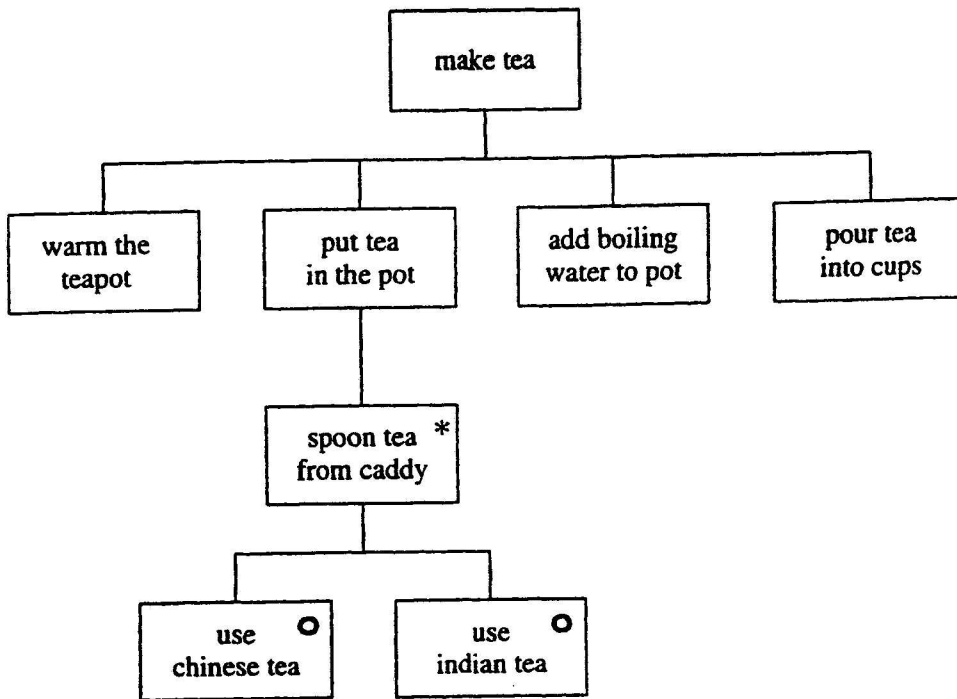 make tea
warm the
teapot
put tea
in the pot
add boiling
water to pot
pour tea
into cups
spoon tea *
from caddy
use o
chinese tea
use o
indian tea